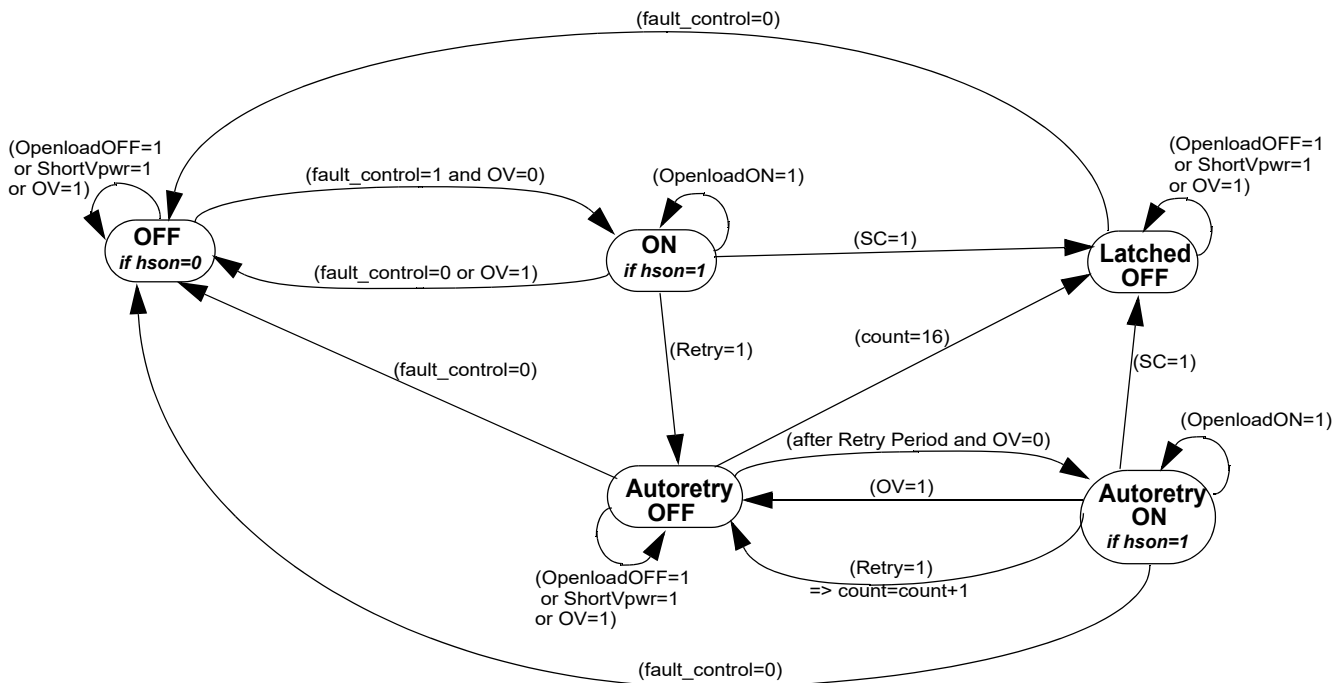 (fault_control=0)
(OpenloadOFF=1
or ShortVpwr=1
or OV=1)
(fault_control=1 and OV=0)
(OpenloadON=1)
(OpenloadOFF=1
or ShortVpwr=1
or OV=1)
OFF
if hson=0
ON
if hson=1
(SC=1)
Latched
OFF
(fault_control=0 or OV=1)
(Retry=1)
(count=16)
(fault_control=0)
(SC=1)
(OpenloadON=1)
(after Retry Period and OV=0)
Autoretry
OFF
(OV=1)
Autoretry
ON
if hson=1
(Retry=1)
=> count=count+1
(OpenloadOFF=1
or ShortVpwr=1
or OV=1)
(fault_control=0)